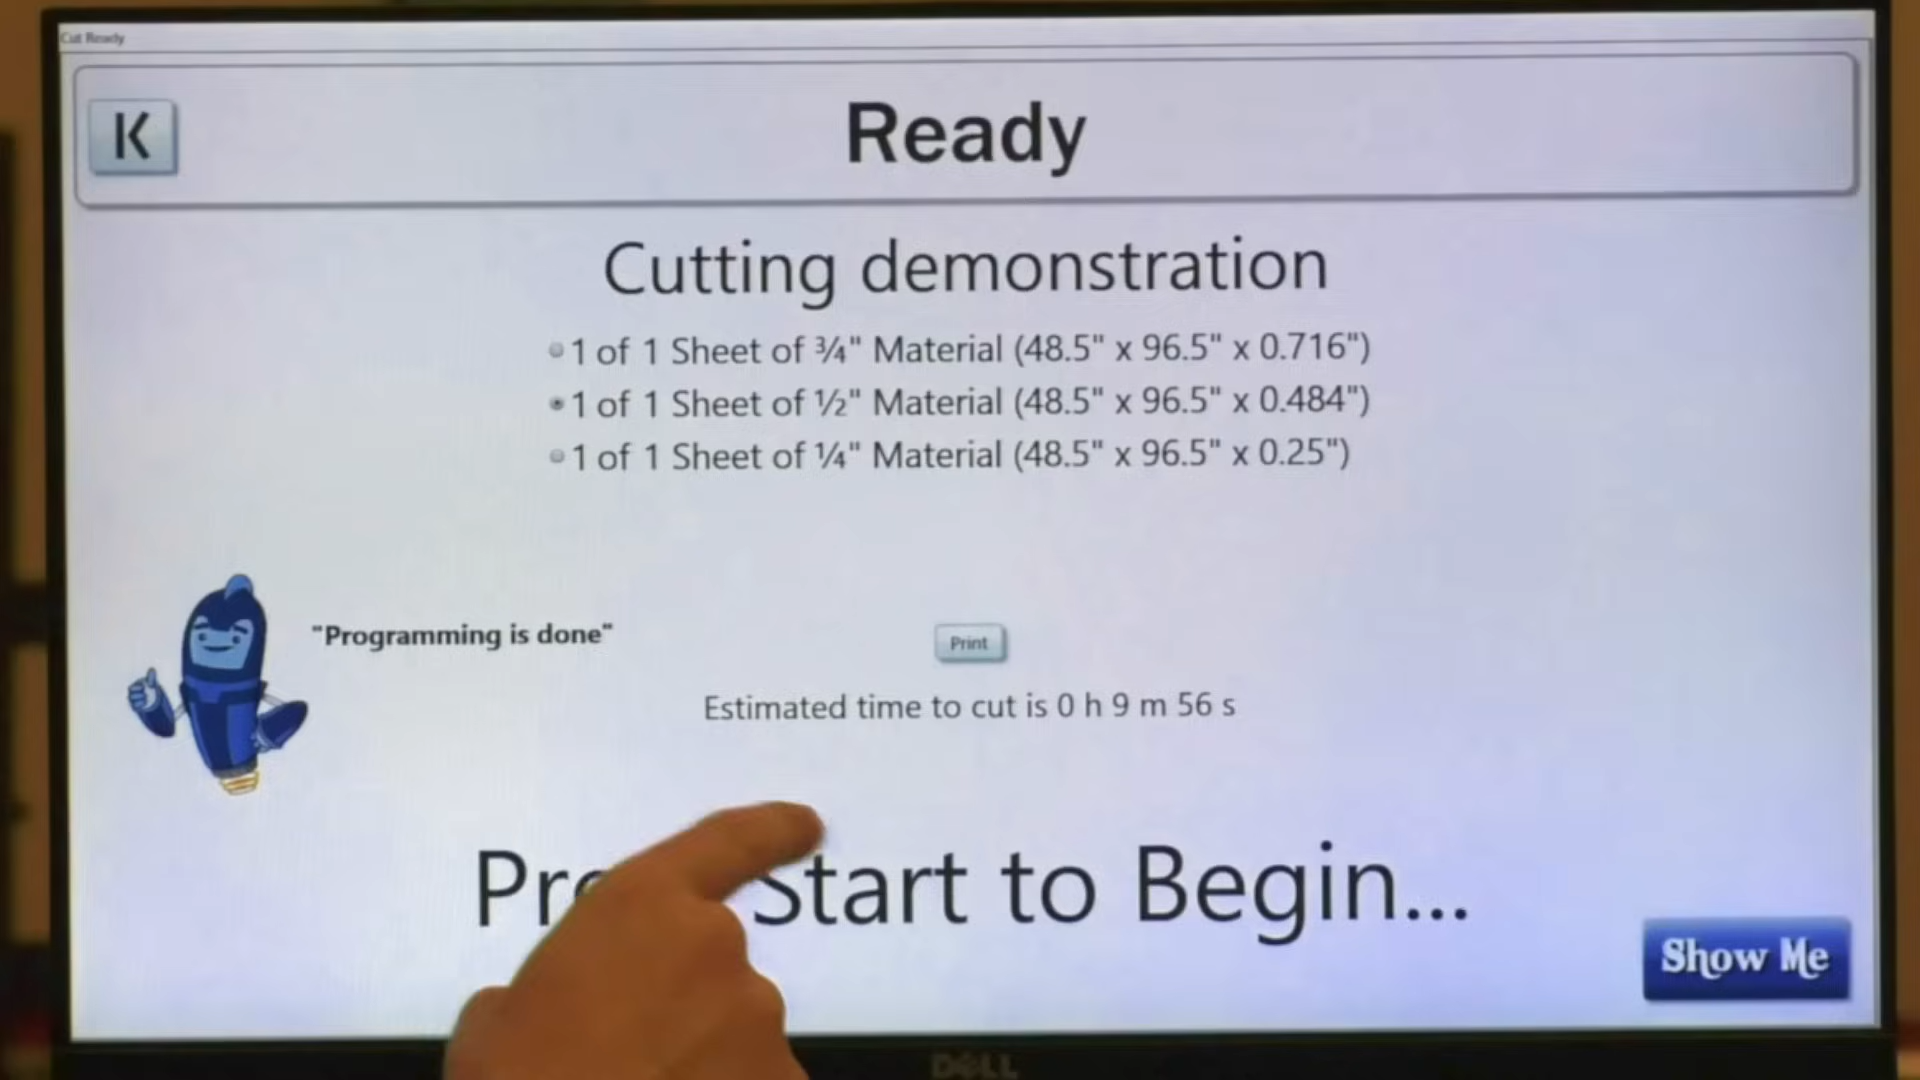 Cut Ready
Ready
Cutting demonstration
1 of 1 Sheet of ¾" Material (48.5" x 96.5" x 0.716")
1 of 1 Sheet of ½" Material (48.5" x 96.5" x 0.484")
1 of 1 Sheet of ¼" Material (48.5" x 96.5" x 0.25")
"Programming is done"
Print
Estimated time to cut is 0 h 9 m 56 s
Start to Begin...
Show Me
DELL